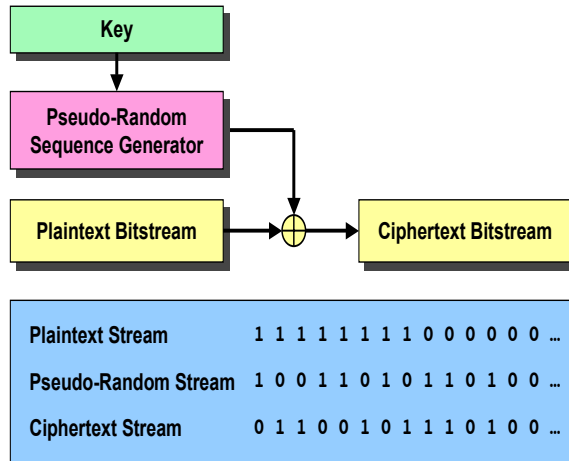 Key
Pseudo-Random
Sequence Generator
Plaintext Bitstream
Ciphertext Bitstream
Plaintext Stream 1 1 1 1 1 1 1 1 0 0 0 0 0 0 …
Pseudo-Random Stream 1 0 0 1 1 0 1 0 1 1 0 1 0 0 …
Ciphertext Stream 0 1 1 0 0 1 0 1 1 1 0 1 0 0 …